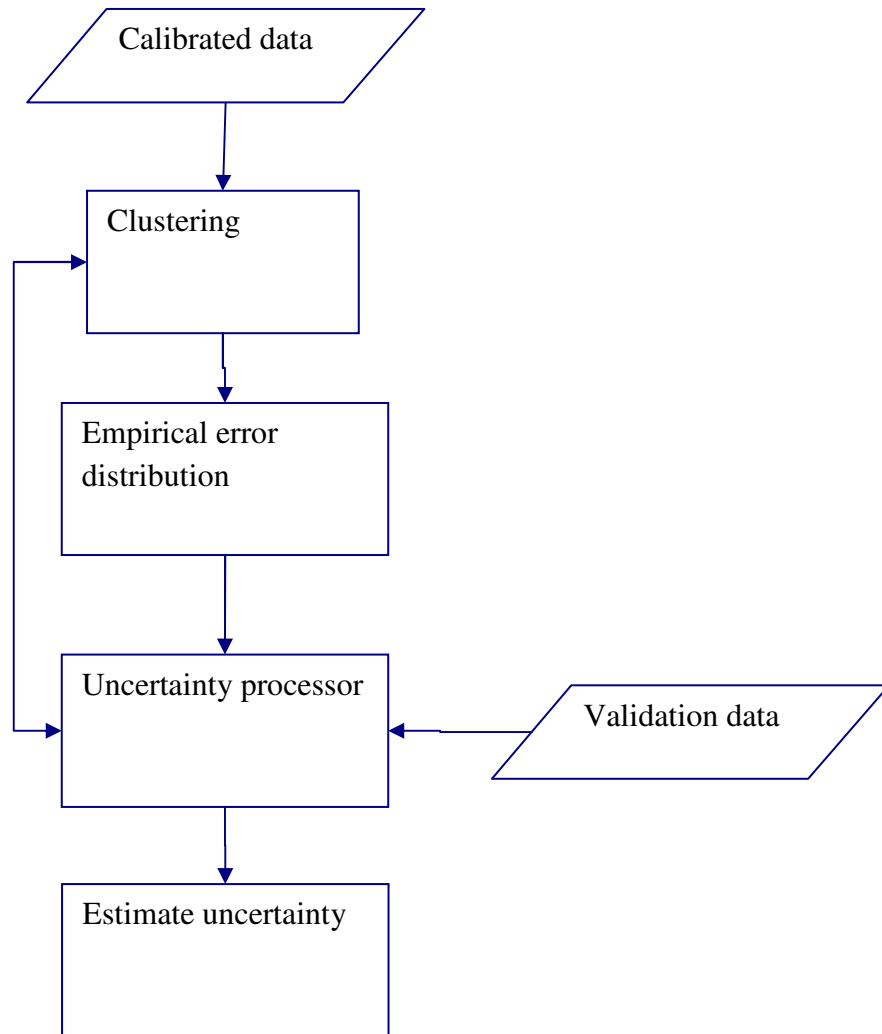 Calibrated data
Clustering
Empirical error
distribution
Uncertainty processor
Validation data
Estimate uncertainty